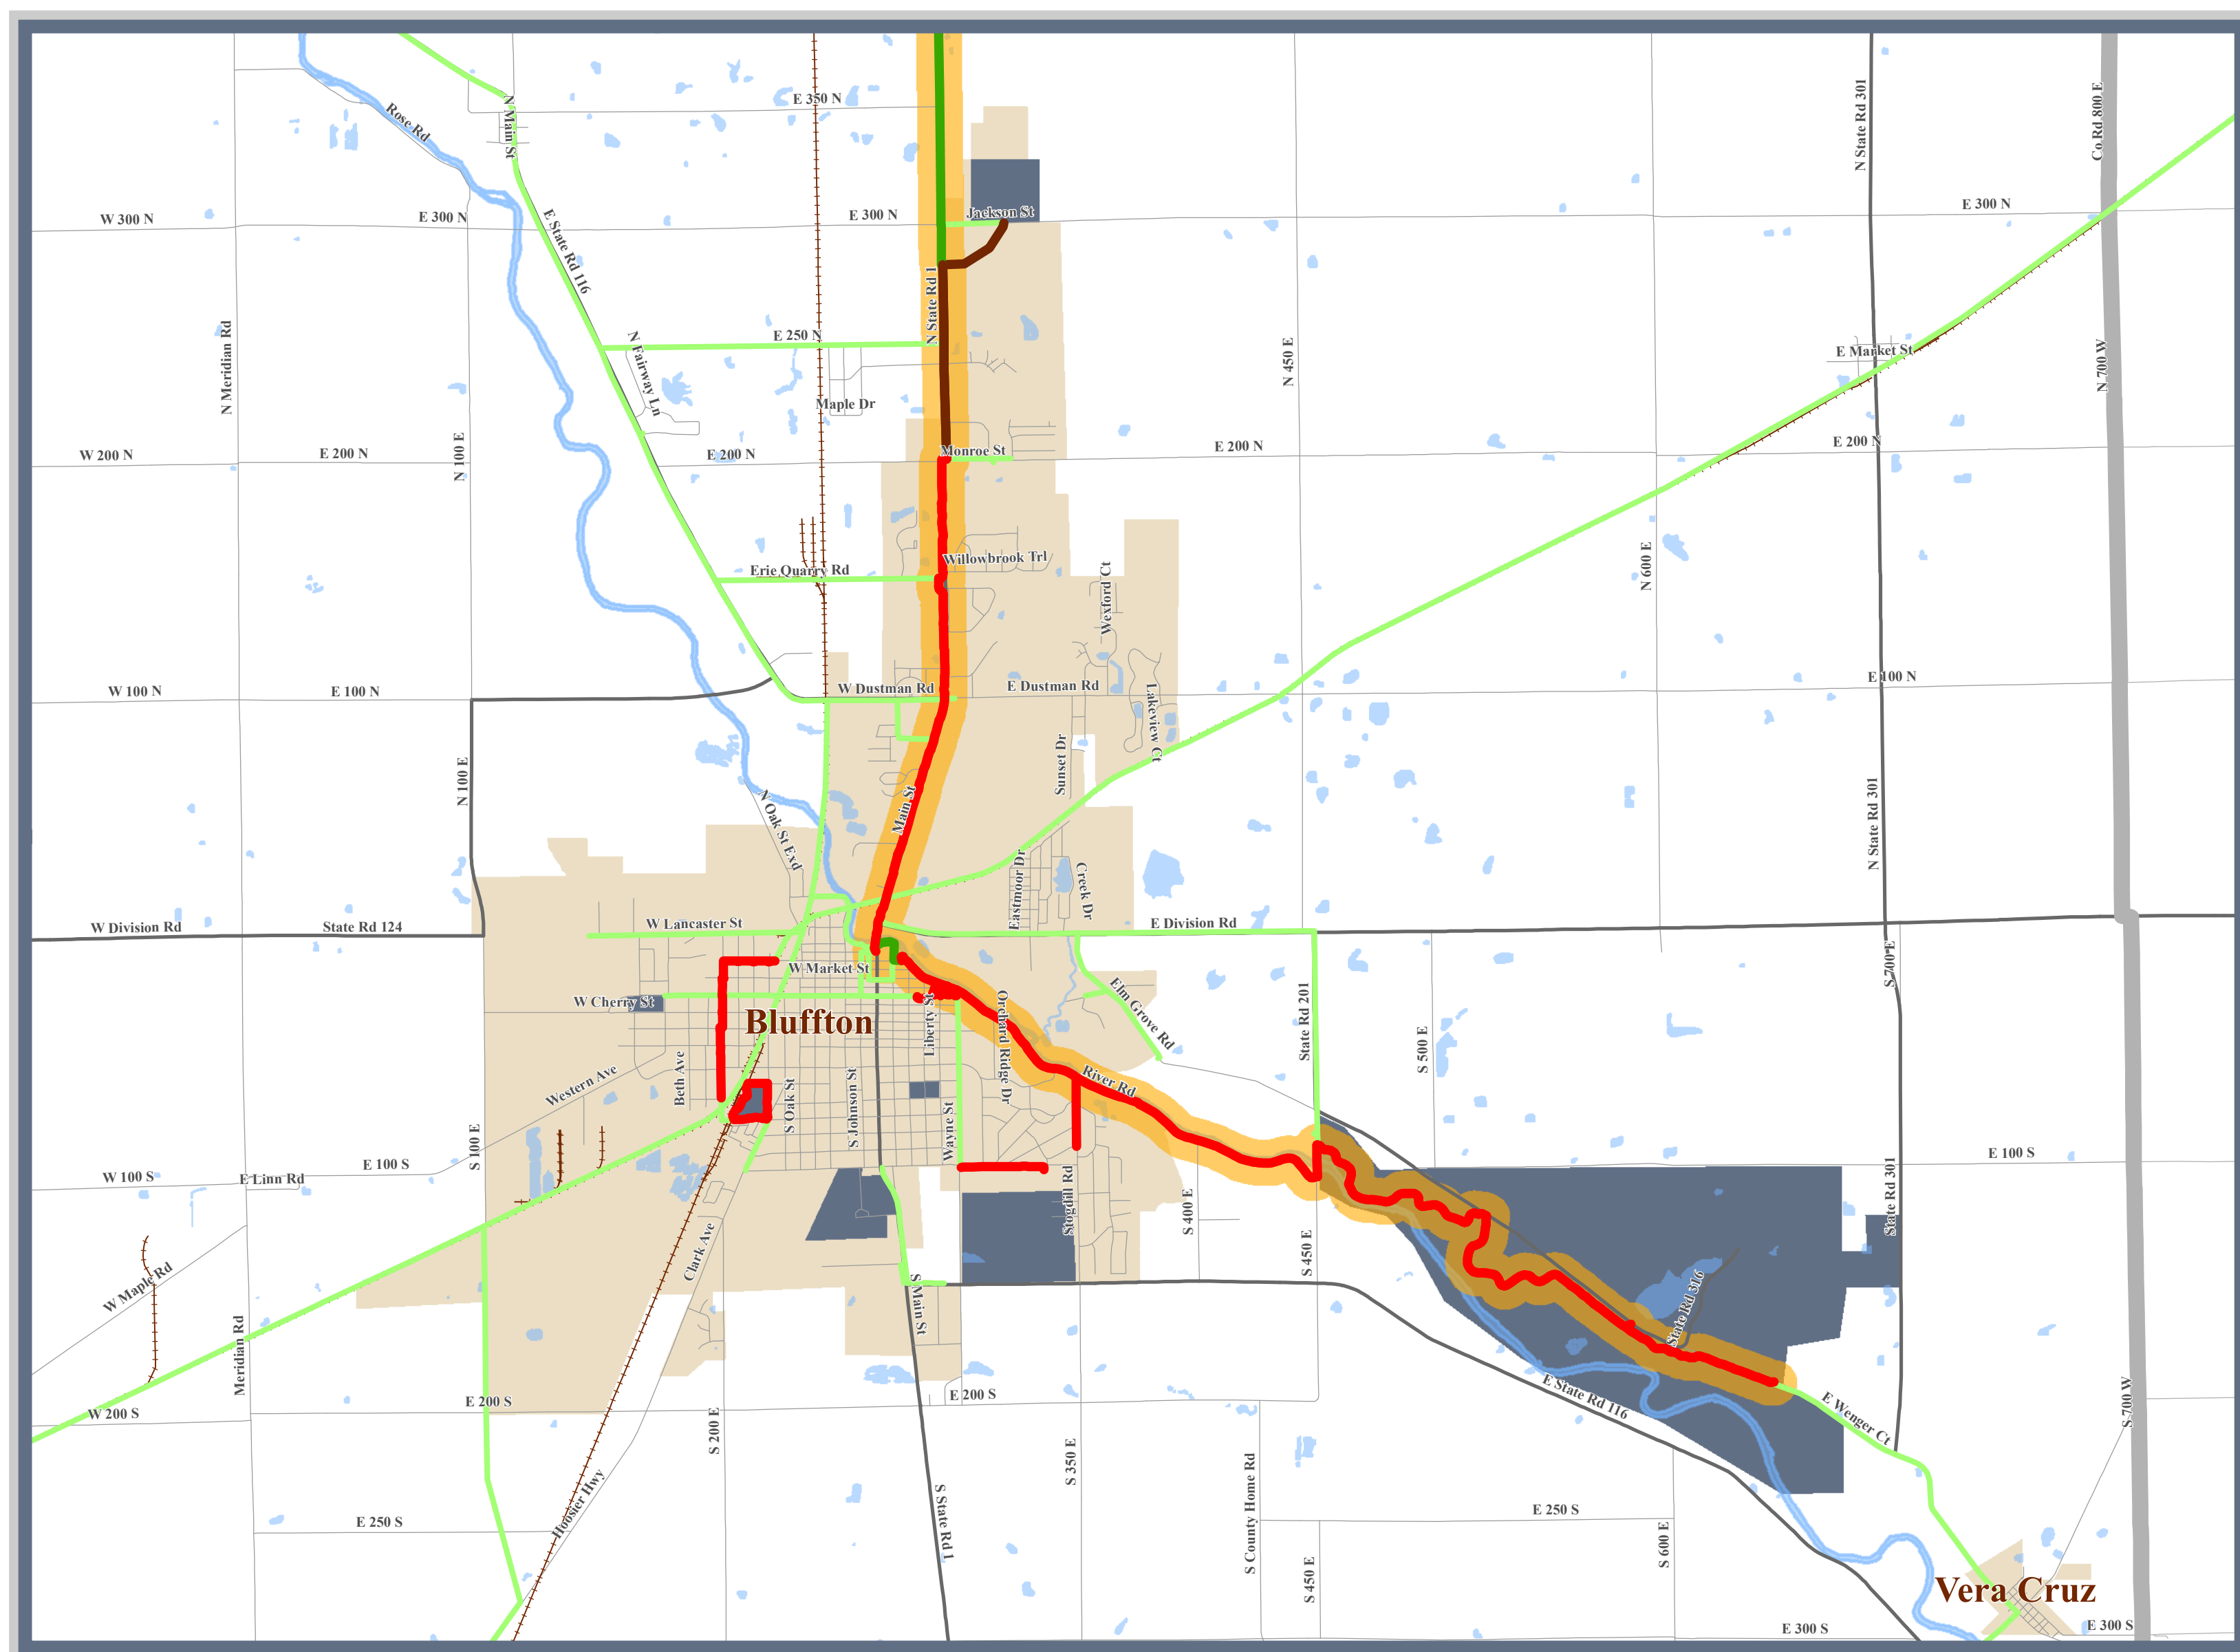 E 350 N
Rose Rd
N Main St
N State Rd 301
Co Rd 800 E
W 300 N
E 300 N
E 300 N
Jackson St
E 300 N
E State Rd 116
N State Rd 1
E 250 N
N Fairway Ln
N Meridian Rd
N 450 E
E Market St
N 700 W
Maple Dr
W 200 N
E 200 N
N 100 E
E 200 N
Monroe St
E 200 N
E 200 N
Erie Quarry Rd
Willowbrook Trl
Wexford Ct
N 600 E
W 100 N
E 100 N
W Dustman Rd
E Dustman Rd
Lakeview Ct
E 100 N
N 100 E
Sunset Dr
N Oak St Exd
Main St
N State Rd 301
Eastmoor Dr
Creek Dr
W Division Rd
State Rd 124
W Lancaster St
E Division Rd
W Market St
S 700 E
W Cherry St
Elm Grove Rd
Bluffton
Liberty St
Orchard Ridge Dr
State Rd 201
S 500 E
Beth Ave
Western Ave
S Oak St
S Johnson St
River Rd
Wayne St
S 100 E
W 100 S
E Linn Rd
E 100 S
E 100 S
Stogdill Rd
S 400 E
State Rd 301
S 450 E
Clark Ave
W Maple Rd
S Main St
State Rd 316
Meridian Rd
E State Rd 116
E Wenger Ct
W 200 S
E 200 S
E 200 S
S 200 E
S 350 E
S 700 W
S County Home Rd
Hoosier Hwy
E 250 S
S State Rd 1
E 250 S
S 600 E
S 450 E
Vera Cruz
E 300 S
E 300 S